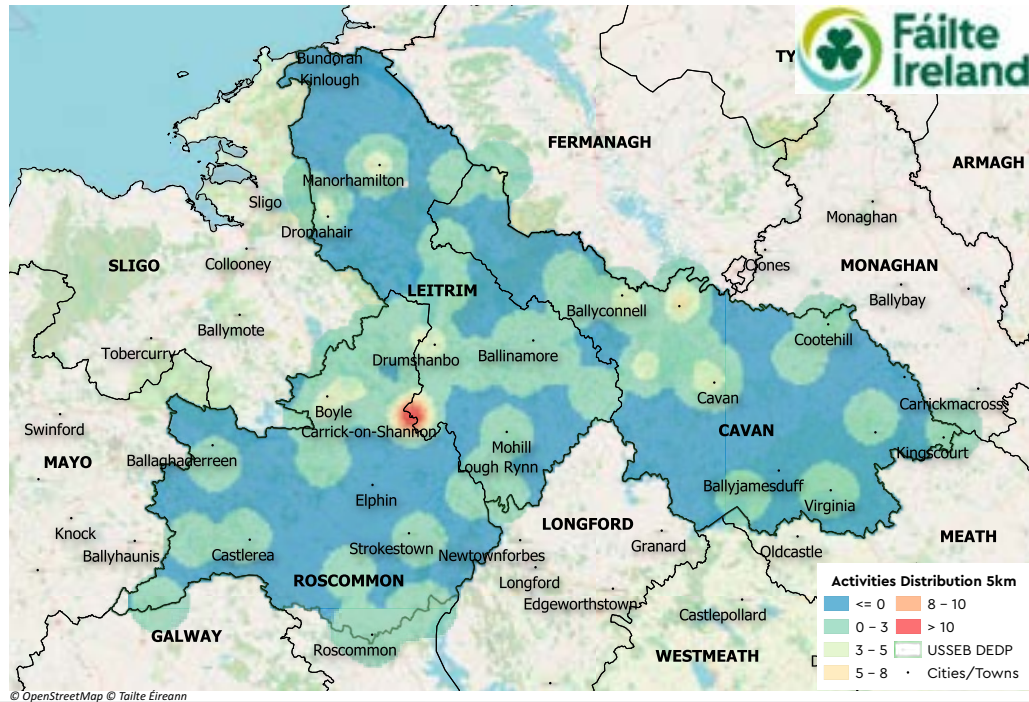 Fáilte
Ireland
TY
Bundorah
Kinlough
FERMANAGH
ARMAGH
Manorhamilton
Sligo
Monaghan
Dromahair
SLIGO
Collooney
Clones
MONAGHAN
LEITRIM
Ballybay
Ballyconnell
Ballymote
Cootehill
Tobercurry
Drumshanbo
Ballinamore
Cavan
Boyle
Carrickmacross
Swinford
Carrick-on-Shannon
CAVAN
Mohill
Kingscourt
MAYO
Ballaghaderreen
Lough Rynn
Ballyjamesduff
Elphin
Virginia
LONGFORD
Knock
MEATH
Ballyhaunis
Castlerea
Strokestown
Newtownforbes
Granard
Oldcastle
ROSCOMMON
Longford
Edgeworthstown
Castlepollard
GALWAY
Roscommon
WESTMEATH
D
Activities Distribution 5km
<= 0
8 – 10
0 – 3
> 10
3 – 5
USSEB DEDP
5 – 8
Cities/Towns
© OpenStreetMap © Tailte Éireann